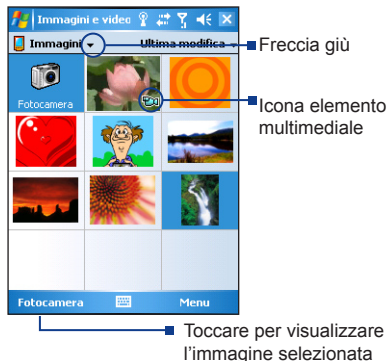 Immagini e video
Immagini
Ultima modifica
Freccia giù
Fotocamera
Icona elemento
multimediale
Fotocamera
Menu
Toccare per visualizzare
l'immagine selezionata